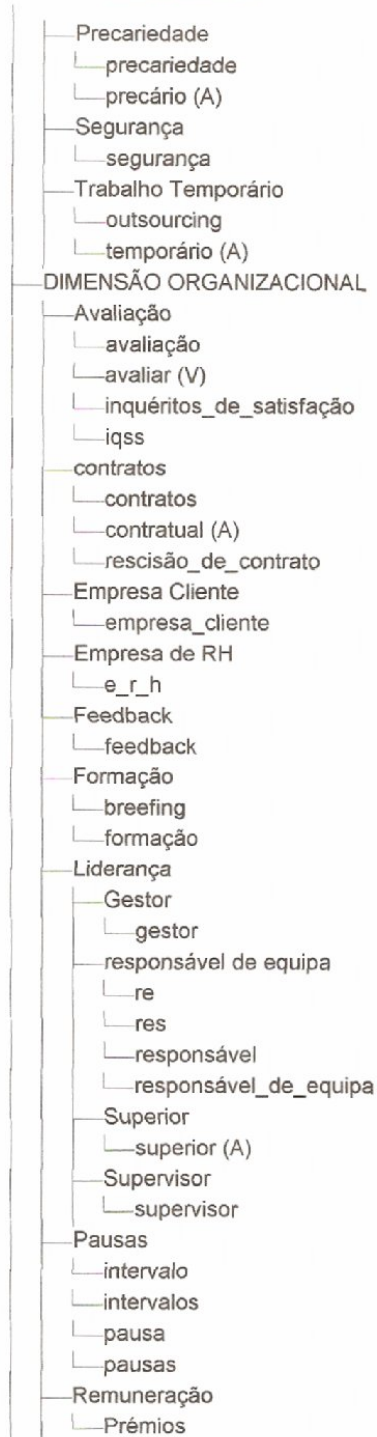 Precariedade
precariedade
precário (A)
Segurança
segurança
Trabalho Temporário
outsourcing
temporário (A)
DIMENSÃO ORGANIZACIONAL
Avaliação
avaliação
avaliar (V)
inquéritos_de_satisfação
iqss
contratos
contratos
contratual (A)
rescisão_de_contrato
Empresa Cliente
empresa_cliente
Empresa de RH
e_r_h
Feedback
feedback
Formação
breefing
formação
Liderança
Gestor
gestor
responsável de equipa
re
res
responsável
responsável_de_equipa
Superior
superior (A)
Supervisor
supervisor
Pausas
intervalo
intervalos
pausa
pausas
Remuneração
Prémios